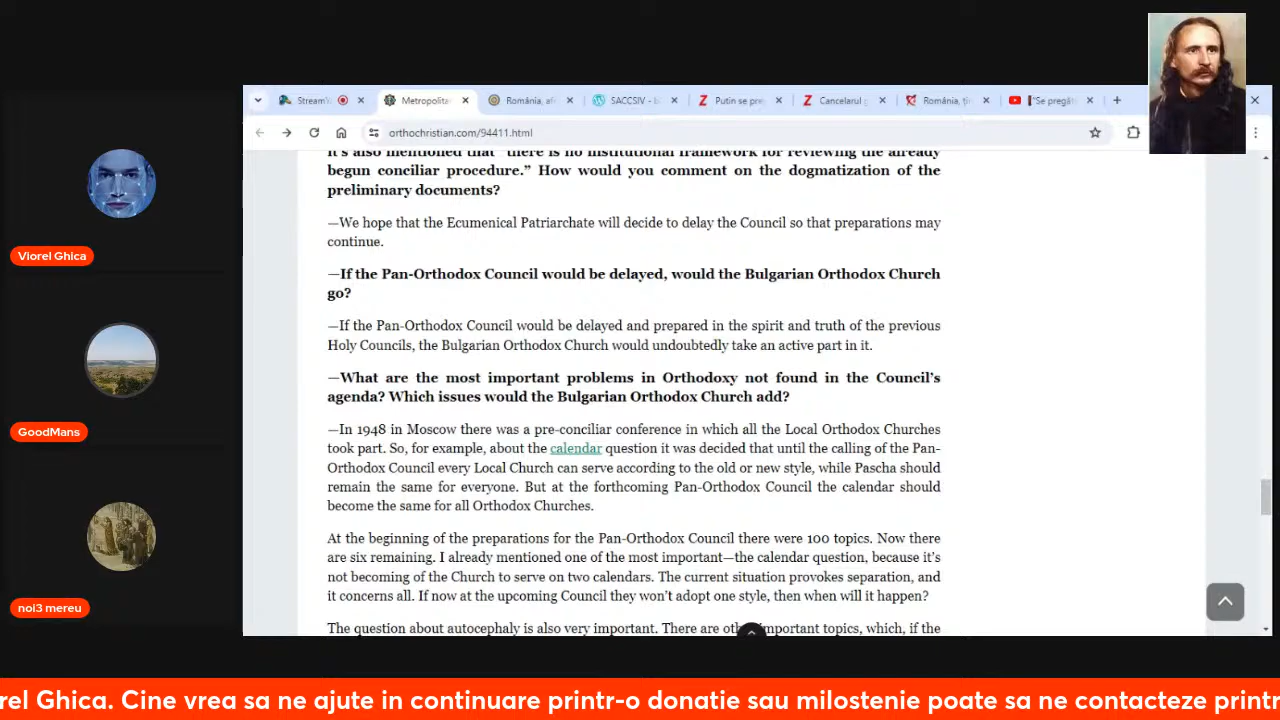 StreamY
Metropolita
România, af
SACCSIV - b
Putin se pre
Cancelarul g
România, țin
"Se pregăt
orthochristian.com/94411.html
It's also mentioned that "there is no institutional framework for reviewing the already
begun conciliar procedure." How would you comment on the dogmatization of the
preliminary documents?
—We hope that the Ecumenical Patriarchate will decide to delay the Council so that preparations may
continue.
—If the Pan-Orthodox Council would be delayed, would the Bulgarian Orthodox Church
go?
—If the Pan-Orthodox Council would be delayed and prepared in the spirit and truth of the previous
Holy Councils, the Bulgarian Orthodox Church would undoubtedly take an active part in it.
—What are the most important problems in Orthodoxy not found in the Council's
agenda? Which issues would the Bulgarian Orthodox Church add?
—In 1948 in Moscow there was a pre-conciliar conference in which all the Local Orthodox Churches
took part. So, for example, about the calendar question it was decided that until the calling of the Pan-
Orthodox Council every Local Church can serve according to the old or new style, while Pascha should
remain the same for everyone. But at the forthcoming Pan-Orthodox Council the calendar should
become the same for all Orthodox Churches.
At the beginning of the preparations for the Pan-Orthodox Council there were 100 topics. Now there
are six remaining. I already mentioned one of the most important—the calendar question, because it's
not becoming of the Church to serve on two calendars. The current situation provokes separation, and
it concerns all. If now at the upcoming Council they won't adopt one style, then when will it happen?
The question about autocephaly is also very important. There are other important topics, which, if the
Viorel Ghica
GoodMans
noi3 mereu
rel Ghica. Cine vrea sa ne ajute in continuare printr-o donatie sau milostenie poate sa ne contacteze printr